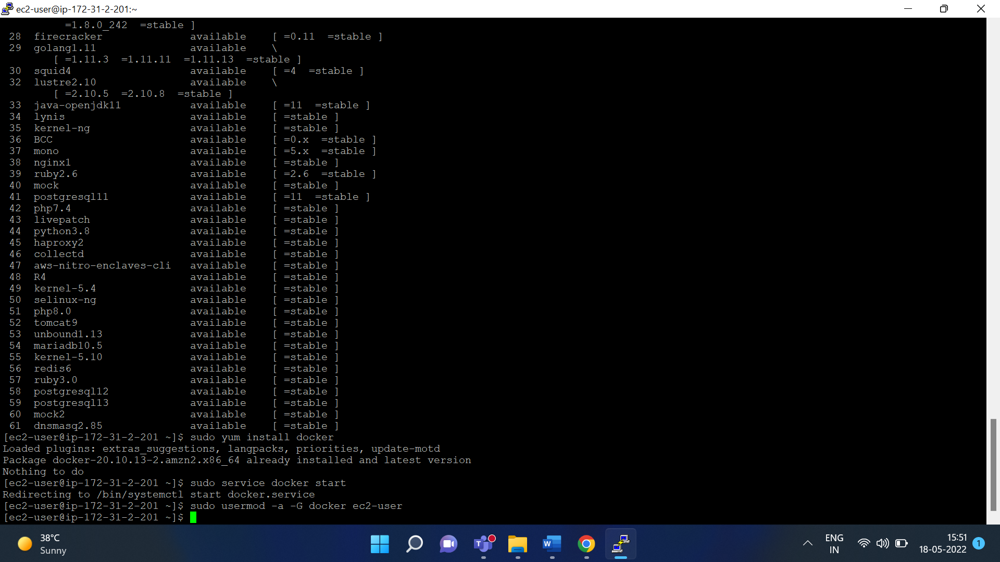 ec2-user@ip-172-31-2-201:~
=1.8.0_242  =stable ]
28  firecracker              available    [ =0.11  =stable ]
29  golang1.11               available    \
[ =1.11.3  =1.11.11  =1.11.13  =stable ]
30  squid4                   available    [ =4  =stable ]
32  lustre2.10               available    \
[ =2.10.5  =2.10.8  =stable ]
33  java-openjdk11           available    [ =11  =stable ]
34  lynis                    available    [ =stable ]
35  kernel-ng                available    [ =stable ]
36  BCC                      available    [ =0.x  =stable ]
37  mono                     available    [ =5.x  =stable ]
38  nginx1                   available    [ =stable ]
39  ruby2.6                  available    [ =2.6  =stable ]
40  mock                     available    [ =stable ]
41  postgresql11             available    [ =11  =stable ]
42  php7.4                   available    [ =stable ]
43  livepatch                available    [ =stable ]
44  python3.8                available    [ =stable ]
45  haproxy2                 available    [ =stable ]
46  collectd                 available    [ =stable ]
47  aws-nitro-enclaves-cli   available    [ =stable ]
48  R4                       available    [ =stable ]
49  kernel-5.4               available    [ =stable ]
50  selinux-ng               available    [ =stable ]
51  php8.0                   available    [ =stable ]
52  tomcat9                  available    [ =stable ]
53  unbound1.13              available    [ =stable ]
54  mariadb10.5              available    [ =stable ]
55  kernel-5.10              available    [ =stable ]
56  redis6                   available    [ =stable ]
57  ruby3.0                  available    [ =stable ]
58  postgresql12             available    [ =stable ]
59  postgresql13             available    [ =stable ]
60  mock2                    available    [ =stable ]
61  dnsmasq2.85              available    [ =stable ]
[ec2-user@ip-172-31-2-201 ~]$ sudo yum install docker
Loaded plugins: extras_suggestions, langpacks, priorities, update-motd
Package docker-20.10.13-2.amzn2.x86_64 already installed and latest version
Nothing to do
[ec2-user@ip-172-31-2-201 ~]$ sudo service docker start
Redirecting to /bin/systemctl start docker.service
[ec2-user@ip-172-31-2-201 ~]$ sudo usermod -a -G docker ec2-user
[ec2-user@ip-172-31-2-201 ~]$
38°C
Sunny
T
W
ENG
IN
15:51
18-05-2022
1